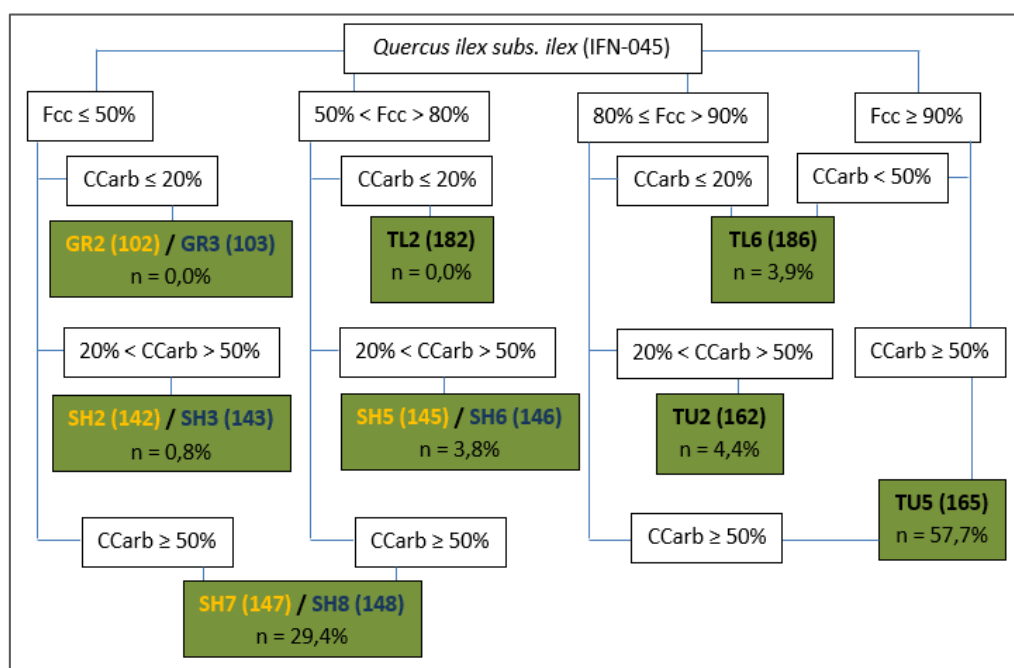 Quercus ilex subs. ilex (IFN-045)
Fcc ≤ 50%
50% < Fcc > 80%
80% ≤ Fcc > 90%
Fcc ≥ 90%
CCarb ≤ 20%
CCarb ≤ 20%
CCarb ≤ 20%
CCarb < 50%
GR2 (102) / GR3 (103)
n = 0,0%
TL2 (182)
n = 0,0%
TL6 (186)
n = 3,9%
20% < CCarb > 50%
20% < CCarb > 50%
20% < CCarb > 50%
CCarb ≥ 50%
SH2 (142) / SH3 (143)
n = 0,8%
SH5 (145) / SH6 (146)
n = 3,8%
TU2 (162)
n = 4,4%
TU5 (165)
n = 57,7%
CCarb ≥ 50%
CCarb ≥ 50%
CCarb ≥ 50%
SH7 (147) / SH8 (148)
n = 29,4%